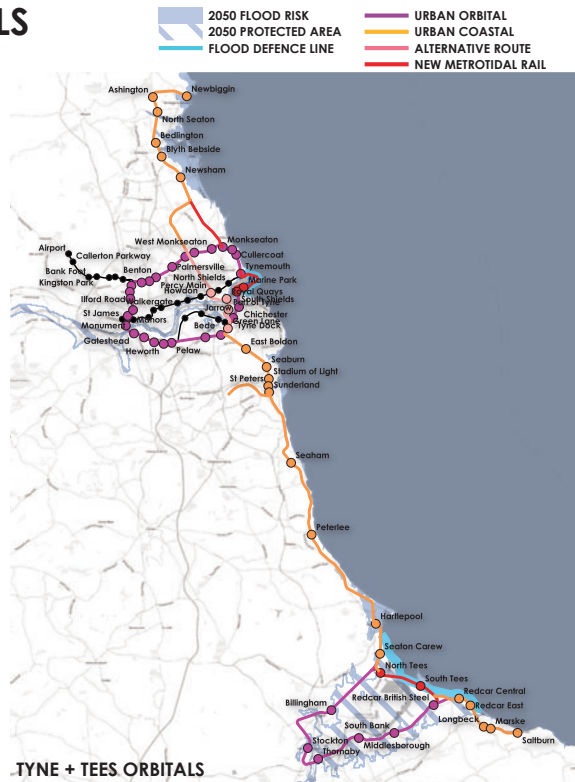 LS
2050 FLOOD RISK
2050 PROTECTED AREA
FLOOD DEFENCE LINE
URBAN ORBITAL
URBAN COASTAL
ALTERNATIVE ROUTE
NEW METROTIDAL RAIL
Ashington
Newbiggin
North Seaton
Bedlington
Blyth Bebside
Newsham
West Monkseaton
Monkseaton
Airport
Callerton Parkway
Cullercoat
Bank Foot
Benton
Palmersville
Tynemouth
Kingston Park
North Shields
Marine Park
Percy Main
Howdon
Royal Quays
Ilford Road
Walkergate
South Shields
St James
Manors
Jarrow
Chichester
Monument
Bede
Green Lane
Tyne Dock
Gateshead
Heworth
Pelaw
East Boldon
Seaburn
Stadium of Light
St Peters
Sunderland
Seaham
Peterlee
Hartlepool
Seaton Carew
North Tees
South Tees
Redcar British Steel
Redcar Central
Billingham
Redcar East
South Bank
Longbeck
Marske
Stockton
Middlesborough
Saltburn
Thornaby
TYNE + TEES ORBITALS